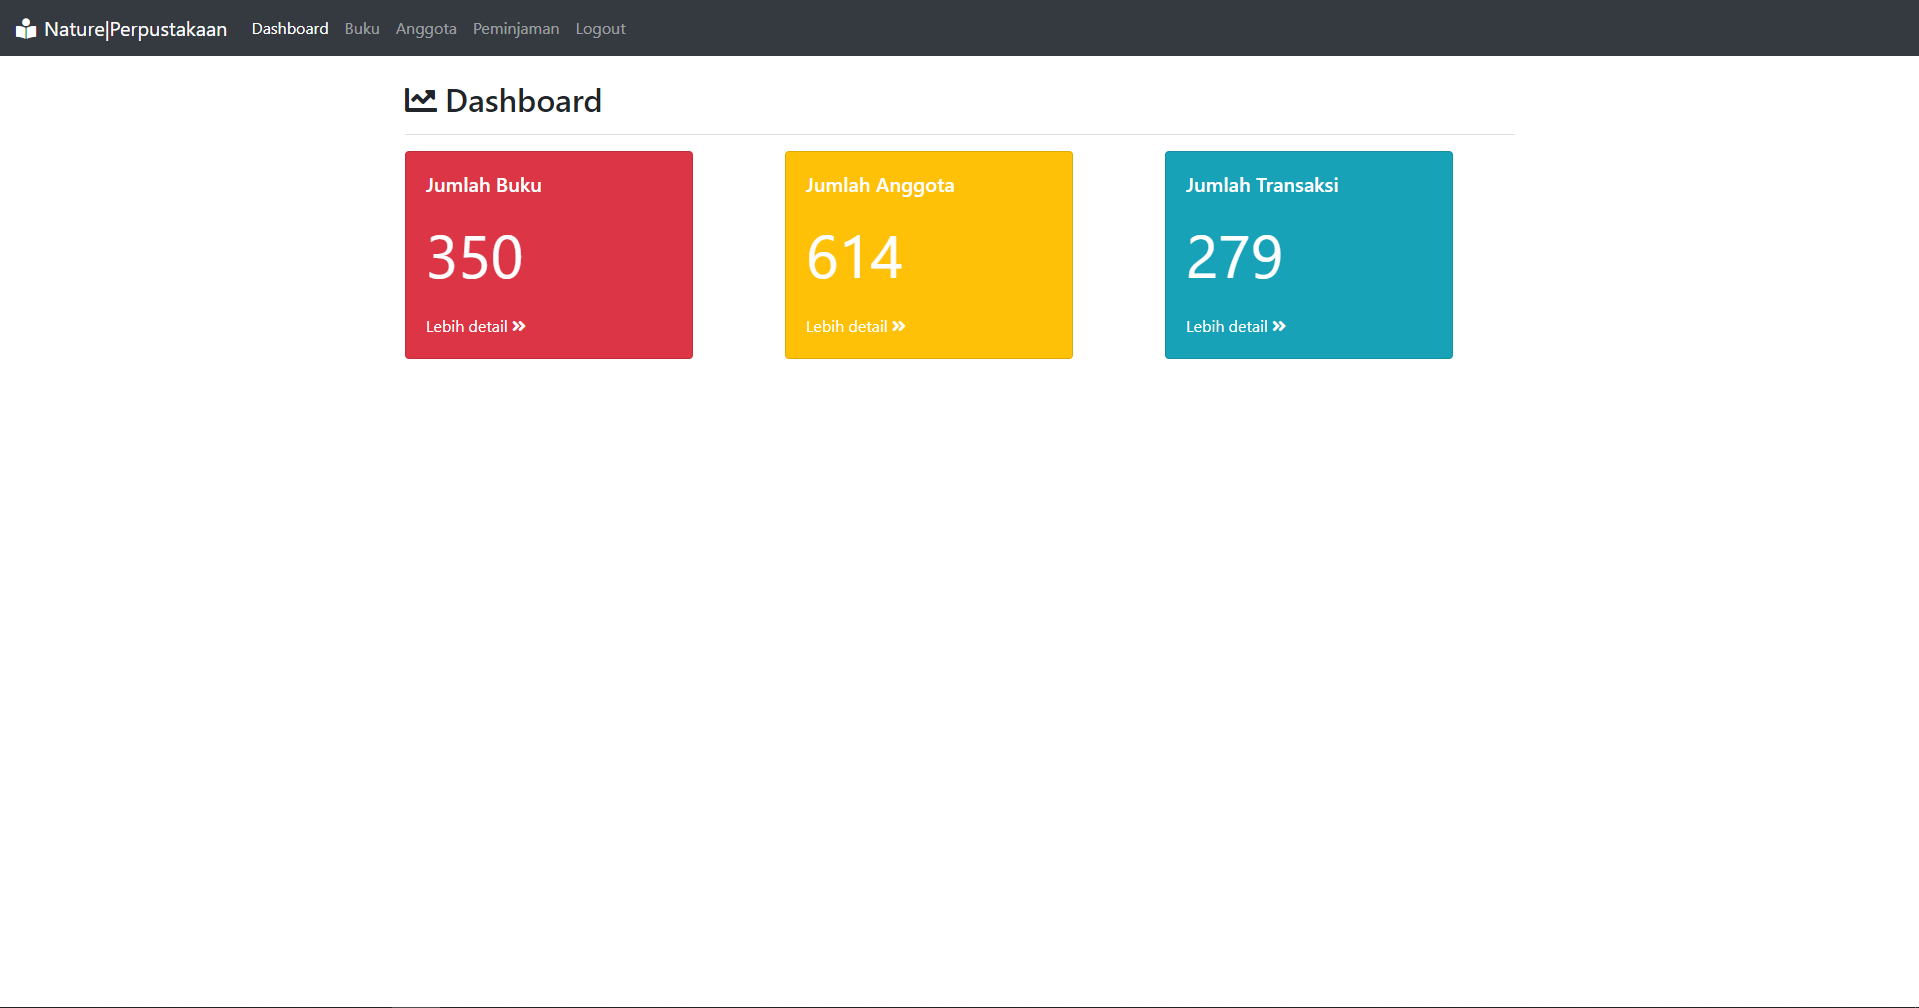 Nature|Perpustakaan Dashboard Buku Anggota Peminjaman Logout
Dashboard
Jumlah Buku
350
Lebih detail
Jumlah Anggota
614
Lebih detail
Jumlah Transaksi
279
Lebih detail